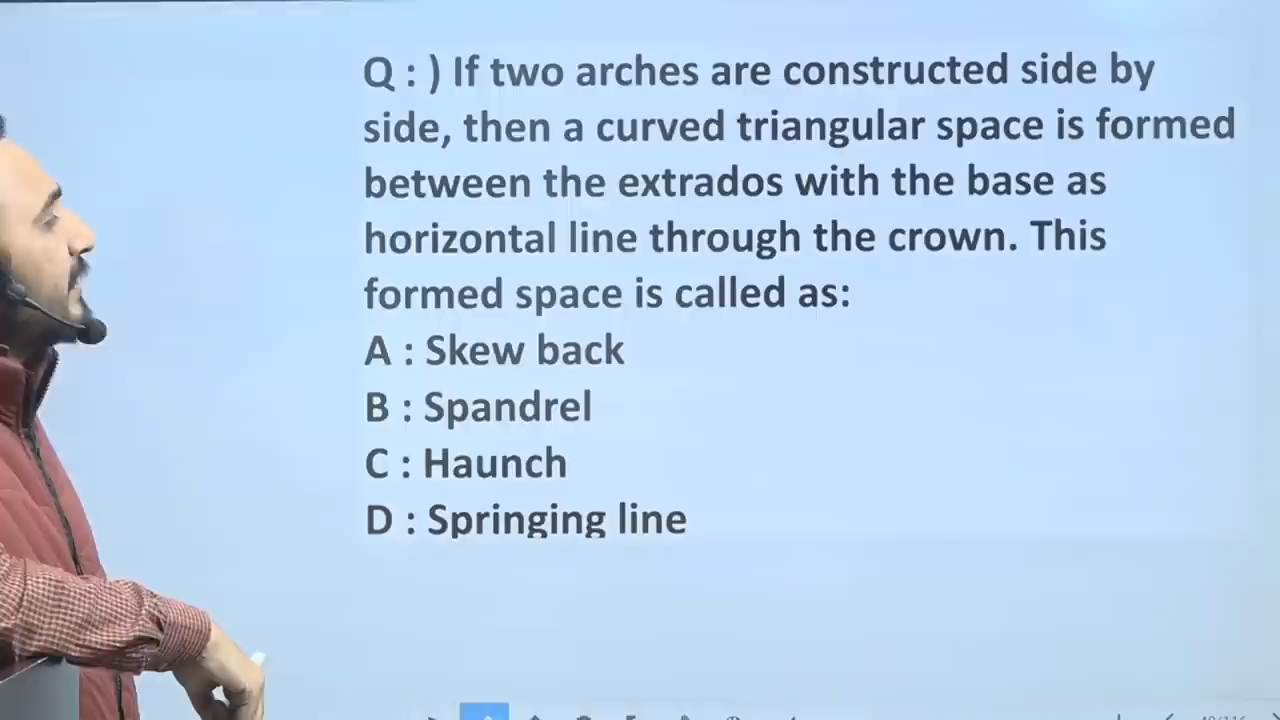 Q : ) If two arches are constructed side by
side, then a curved triangular space is formed
between the extrados with the base as
horizontal line through the crown. This
formed space is called as:
A : Skew back
B : Spandrel
C : Haunch
D : Springing line